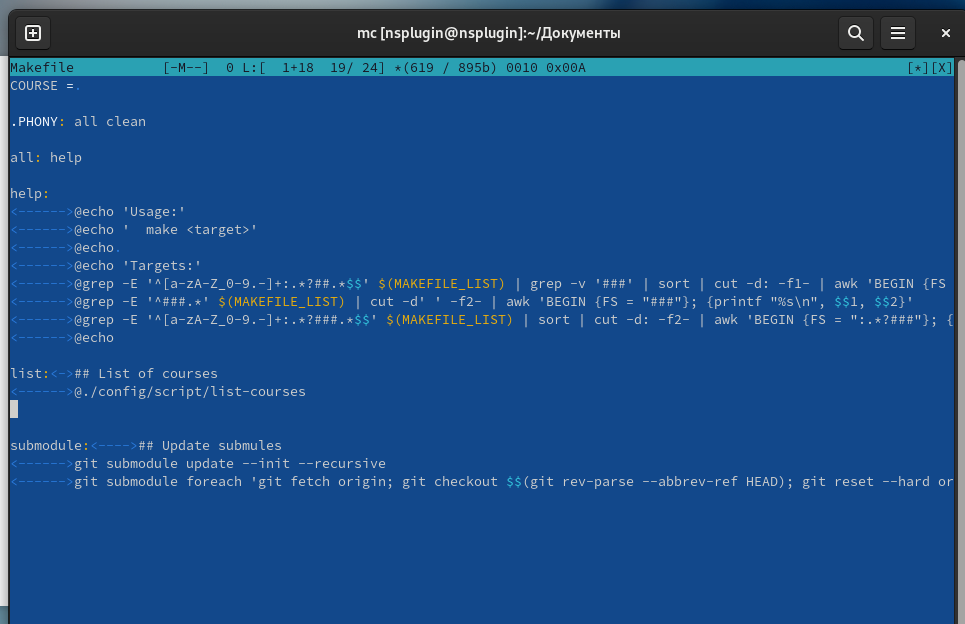 mc [nsplugin@nsplugin]:~/Документы
Makefile [-M--] 0 L:[ 1+18 19/ 24] *(619 / 895b) 0010 0x00A [*][X]
COURSE =.
.PHONY: all clean
all: help
help:
<------>@echo 'Usage:'
<------>@echo '  make <target>'
<------>@echo.
<------>@echo 'Targets:'
<------>@grep -E '^[a-zA-Z_0-9.-]+:.*?##.*$$' $(MAKEFILE_LIST) | grep -v '###' | sort | cut -d: -f1- | awk 'BEGIN {FS
<------>@grep -E '^###.*' $(MAKEFILE_LIST) | cut -d' ' -f2- | awk 'BEGIN {FS = "###"}; {printf "%s\n", $$1, $$2}'
<------>@grep -E '^[a-zA-Z_0-9.-]+:.*?###.*$$' $(MAKEFILE_LIST) | sort | cut -d: -f2- | awk 'BEGIN {FS = ":.*?###"}; {
<------>@echo
list:<->## List of courses
<------>@./config/script/list-courses
submodule:<---->## Update submules
<------>git submodule update --init --recursive
<------>git submodule foreach 'git fetch origin; git checkout $$(git rev-parse --abbrev-ref HEAD); git reset --hard or